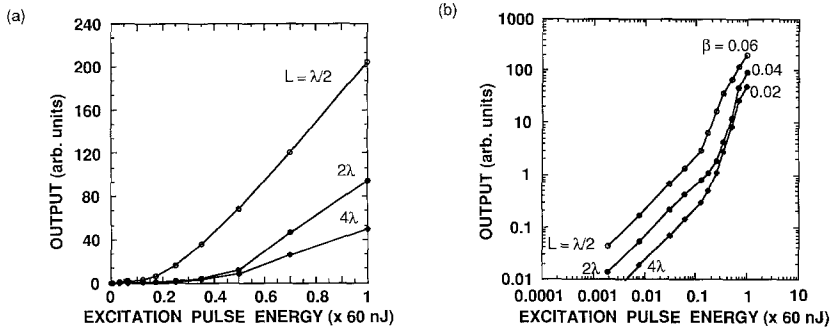 (a)
OUTPUT (arb. units)
240
200
160
120
80
40
0
L = λ/2
2λ
4λ
0
0.2
0.4
0.6
0.8
1
EXCITATION PULSE ENERGY (x 60 nJ)
(b)
OUTPUT (arb. units)
1000
100
10
1
0.1
0.01
β = 0.06
0.04
0.02
L = λ/2
2λ
4λ
0.0001
0.001
0.01
0.1
1
10
EXCITATION PULSE ENERGY (x 60 nJ)